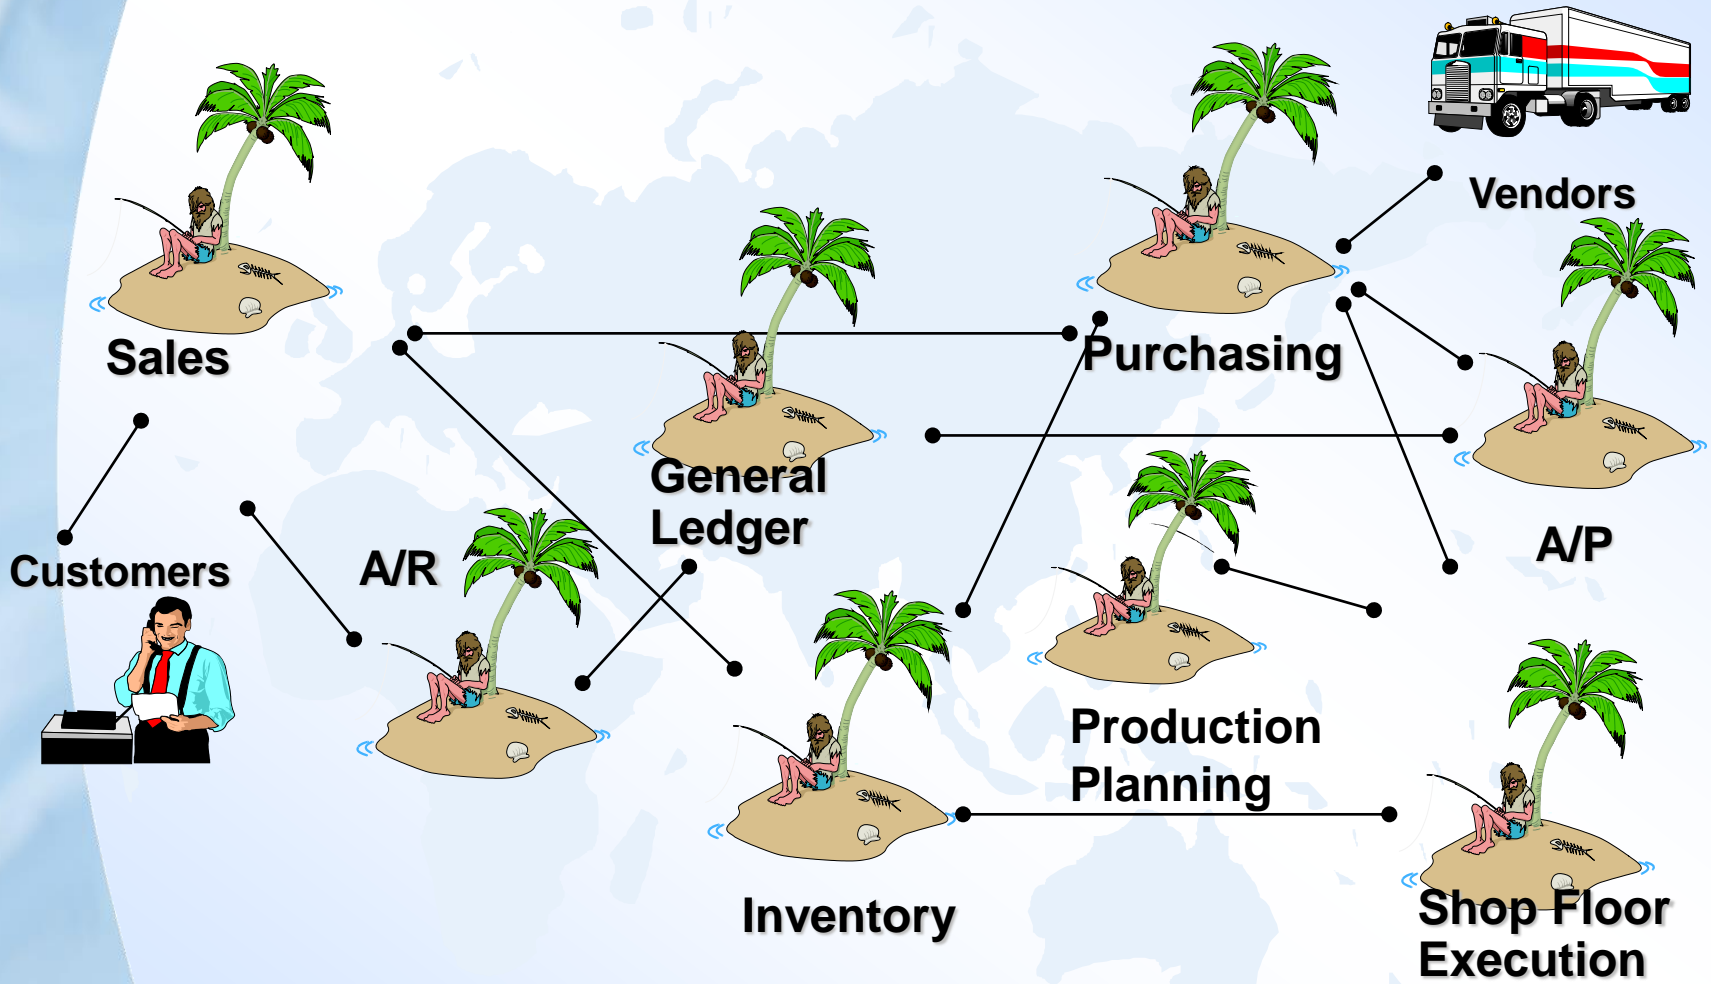 Vendors
Sales
Purchasing
General
Ledger
A/P
Customers
A/R
Production
Planning
Inventory
Shop Floor
Execution